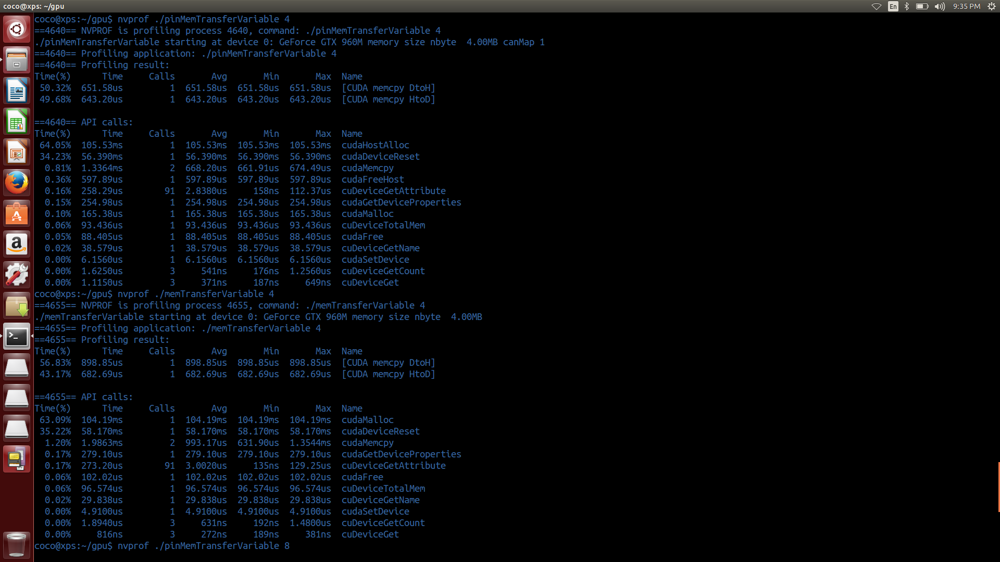 coco@xps: ~/gpu
En
9:35 PM
coco@xps:~/gpu$ nvprof ./pinMemTransferVariable 4
==4640== NVPROF is profiling process 4640, command: ./pinMemTransferVariable 4
./pinMemTransferVariable starting at device 0: GeForce GTX 960M memory size nbyte  4.00MB canMap 1
==4640== Profiling application: ./pinMemTransferVariable 4
==4640== Profiling result:
Time(%)      Time     Calls       Avg       Min       Max  Name
 50.32%  651.58us         1  651.58us  651.58us  651.58us  [CUDA memcpy DtoH]
 49.68%  643.20us         1  643.20us  643.20us  643.20us  [CUDA memcpy HtoD]

==4640== API calls:
Time(%)      Time     Calls       Avg       Min       Max  Name
 64.05%  105.53ms         1  105.53ms  105.53ms  105.53ms  cudaHostAlloc
 34.23%  56.390ms         1  56.390ms  56.390ms  56.390ms  cudaDeviceReset
  0.81%  1.3364ms         2  668.20us  661.91us  674.49us  cudaMemcpy
  0.36%  597.89us         1  597.89us  597.89us  597.89us  cudaFreeHost
  0.16%  258.29us        91  2.8380us     158ns  112.37us  cuDeviceGetAttribute
  0.15%  254.98us         1  254.98us  254.98us  254.98us  cudaGetDeviceProperties
  0.10%  165.38us         1  165.38us  165.38us  165.38us  cudaMalloc
  0.06%  93.436us         1  93.436us  93.436us  93.436us  cuDeviceTotalMem
  0.05%  88.405us         1  88.405us  88.405us  88.405us  cudaFree
  0.02%  38.579us         1  38.579us  38.579us  38.579us  cuDeviceGetName
  0.00%  6.1560us         1  6.1560us  6.1560us  6.1560us  cudaSetDevice
  0.00%  1.6250us         3     541ns     176ns  1.2560us  cuDeviceGetCount
  0.00%  1.1150us         3     371ns     187ns     649ns  cuDeviceGet
coco@xps:~/gpu$ nvprof ./memTransferVariable 4
==4655== NVPROF is profiling process 4655, command: ./memTransferVariable 4
./memTransferVariable starting at device 0: GeForce GTX 960M memory size nbyte  4.00MB
==4655== Profiling application: ./memTransferVariable 4
==4655== Profiling result:
Time(%)      Time     Calls       Avg       Min       Max  Name
 56.83%  898.85us         1  898.85us  898.85us  898.85us  [CUDA memcpy DtoH]
 43.17%  682.69us         1  682.69us  682.69us  682.69us  [CUDA memcpy HtoD]

==4655== API calls:
Time(%)      Time     Calls       Avg       Min       Max  Name
 63.09%  104.19ms         1  104.19ms  104.19ms  104.19ms  cudaMalloc
 35.22%  58.170ms         1  58.170ms  58.170ms  58.170ms  cudaDeviceReset
  1.20%  1.9863ms         2  993.17us  631.90us  1.3544ms  cudaMemcpy
  0.17%  279.10us         1  279.10us  279.10us  279.10us  cudaGetDeviceProperties
  0.17%  273.20us        91  3.0020us     135ns  129.25us  cuDeviceGetAttribute
  0.06%  102.02us         1  102.02us  102.02us  102.02us  cudaFree
  0.06%  96.574us         1  96.574us  96.574us  96.574us  cuDeviceTotalMem
  0.02%  29.838us         1  29.838us  29.838us  29.838us  cuDeviceGetName
  0.00%  4.9100us         1  4.9100us  4.9100us  4.9100us  cudaSetDevice
  0.00%  1.8940us         3     631ns     192ns  1.4800us  cuDeviceGetCount
  0.00%     816ns         3     272ns     189ns     381ns  cuDeviceGet
coco@xps:~/gpu$ nvprof ./pinMemTransferVariable 8